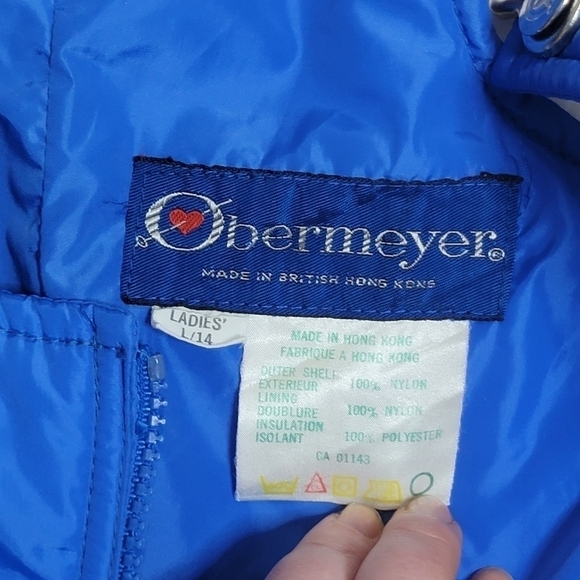 Obermeyer®
MADE IN BRITISH HONG KONG
LADIES'
L/14
MADE IN HONG KONG
FABRIQUE A HONG KONG
OUTER SHELL
EXTERIEUR 100% NYLON
LINING
DOUBLURE 100% NYLON
INSULATION
ISOLANT 100% POLYESTER
CA 01143